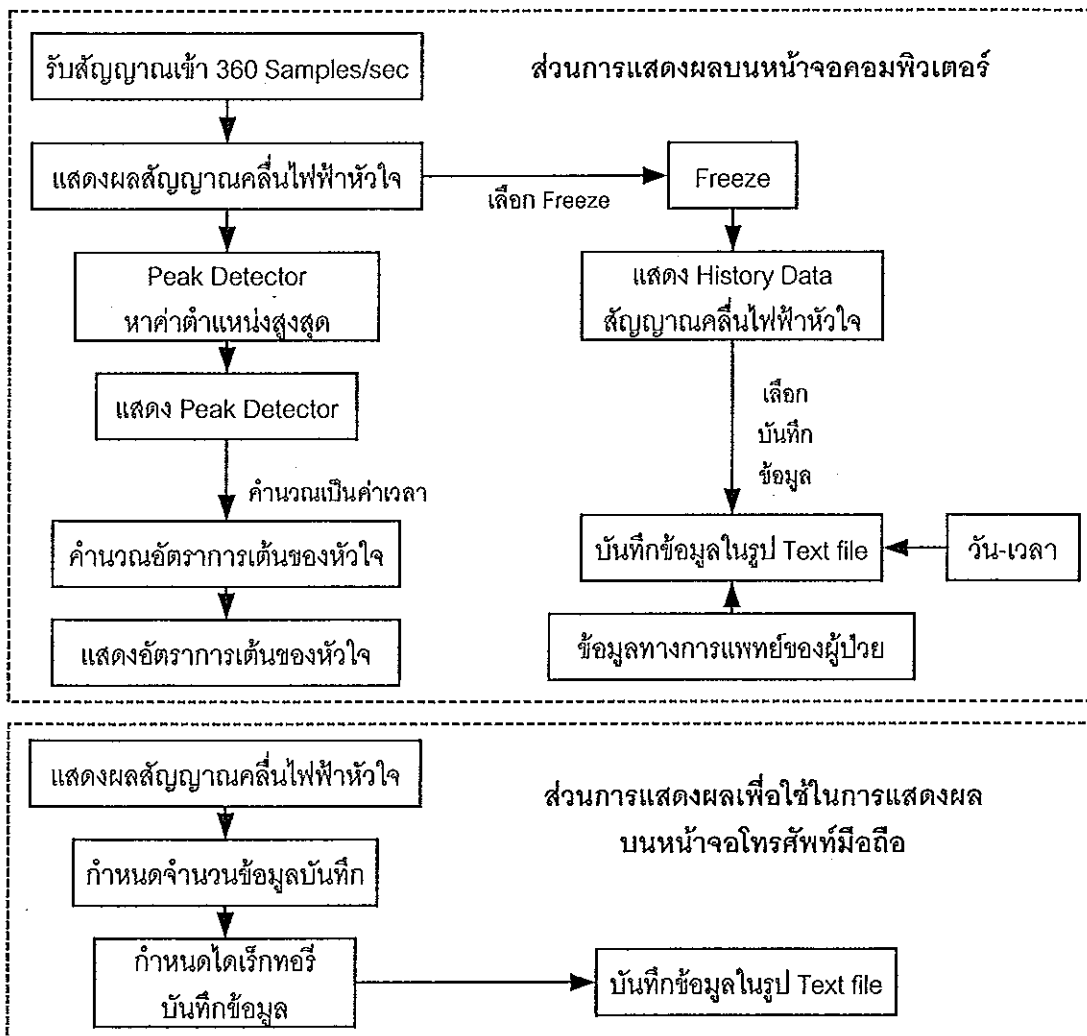 รับสัญญาณเข้า 360 Samples/sec
ส่วนการแสดงผลบนหน้าจอคอมพิวเตอร์
แสดงผลสัญญาณคลื่นไฟฟ้าหัวใจ
เลือก Freeze
Freeze
Peak Detector
หาค่าตำแหน่งสูงสุด
แสดง History Data
สัญญาณคลื่นไฟฟ้าหัวใจ
แสดง Peak Detector
เลือก
บันทึก
ข้อมูล
คำนวณเป็นค่าเวลา
คำนวณอัตราการเต้นของหัวใจ
บันทึกข้อมูลในรูป Text file
วัน-เวลา
แสดงอัตราการเต้นของหัวใจ
ข้อมูลทางการแพทย์ของผู้ป่วย
แสดงผลสัญญาณคลื่นไฟฟ้าหัวใจ
ส่วนการแสดงผลเพื่อใช้ในการแสดงผล
บนหน้าจอโทรศัพท์มือถือ
กำหนดจำนวนข้อมูลบันทึก
กำหนดไดเร็กทอรี
บันทึกข้อมูล
บันทึกข้อมูลในรูป Text file